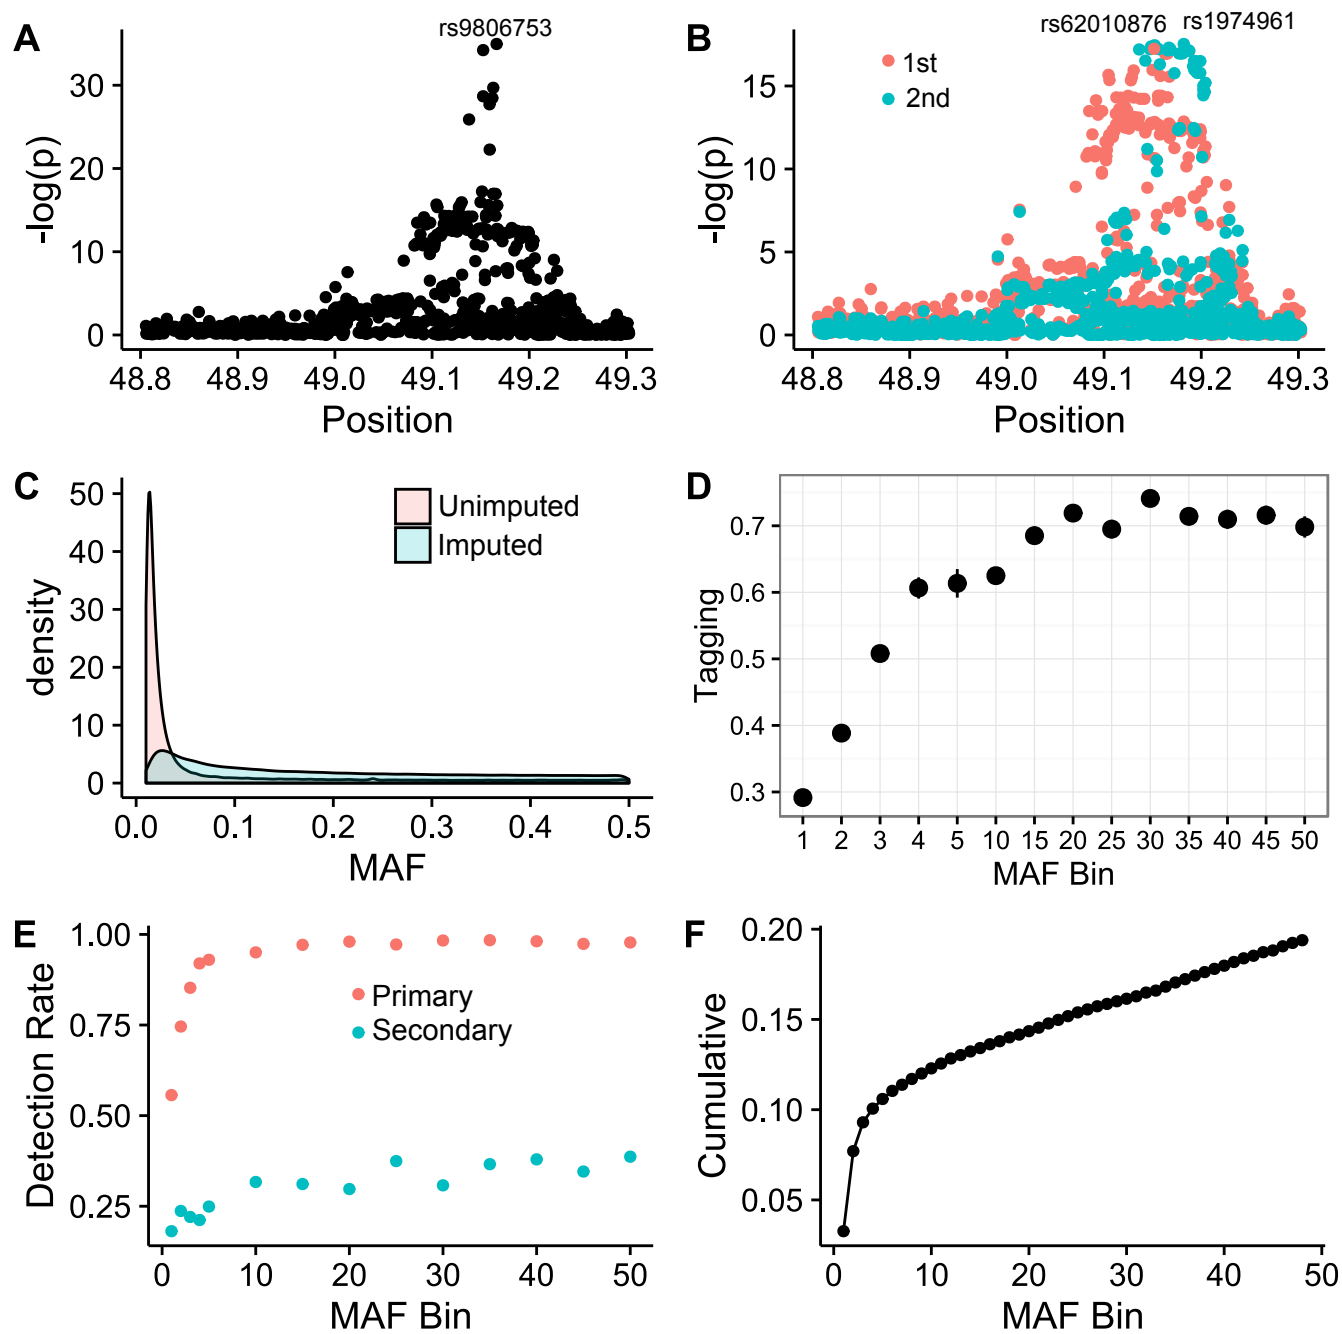 A
rs9806753
30
20
10
0
-log(p)
48.8 48.9 49.0 49.1 49.2 49.3
Position
B
rs62010876 rs1974961
1st
2nd
15
10
5
0
-log(p)
48.8 48.9 49.0 49.1 49.2 49.3
Position
C
50
40
30
20
10
0
density
Unimputed
Imputed
0.0 0.1 0.2 0.3 0.4 0.5
MAF
D
0.7
0.6
0.5
0.4
0.3
Tagging
1 2 3 4 5 10 15 20 25 30 35 40 45 50
MAF Bin
E
1.00
0.75
0.50
0.25
Detection Rate
Primary
Secondary
0 10 20 30 40 50
MAF Bin
F
0.20
0.15
0.10
0.05
Cumulative
0 10 20 30 40 50
MAF Bin